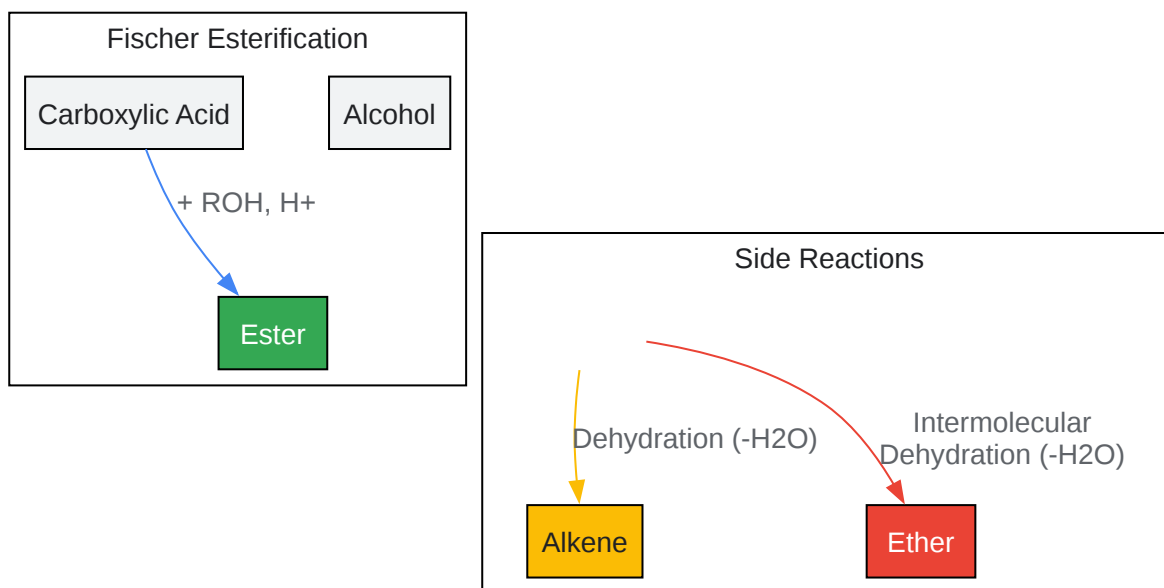 Fischer Esterification
Carboxylic Acid
Alcohol
+ ROH, H+
Ester
Side Reactions
Dehydration (-H2O)
Intermolecular
Dehydration (-H2O)
Alkene
Ether